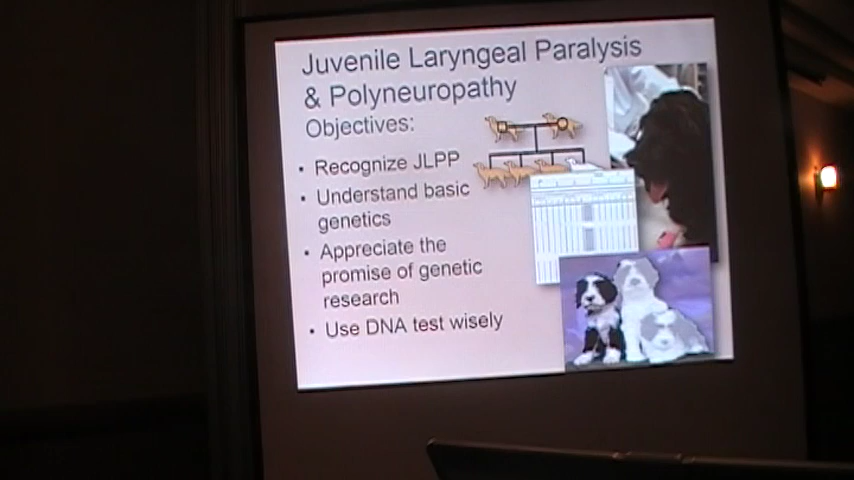 Juvenile Laryngeal Paralysis
& Polyneuropathy
Objectives:
• Recognize JLPP
• Understand basic
genetics
• Appreciate the
promise of genetic
research
• Use DNA test wisely